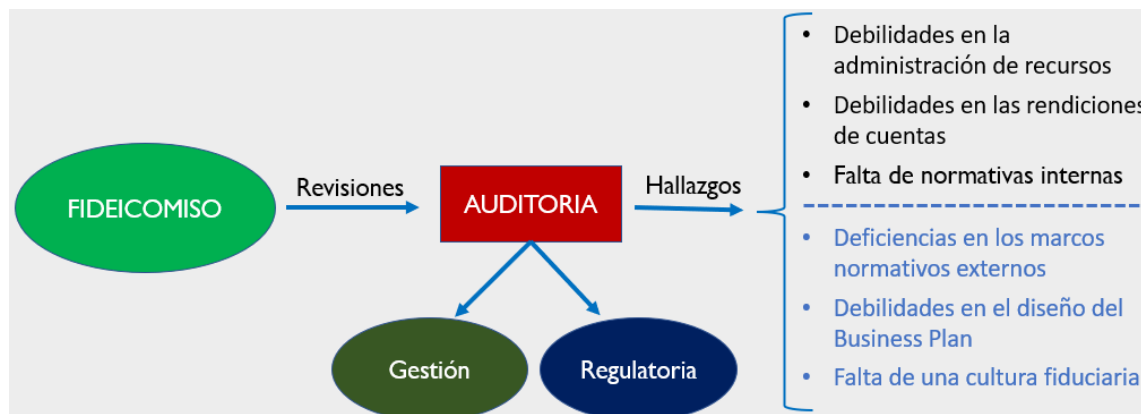 FIDEICOMISO
Revisiones
AUDITORIA
Hallazgos
Gestión
Regulatoria
• Debilidades en la
administración de recursos
• Debilidades en las rendiciones
de cuentas
• Falta de normativas internas
• Deficiencias en los marcos
normativos externos
• Debilidades en el diseño del
Business Plan
• Falta de una cultura fiduciaria